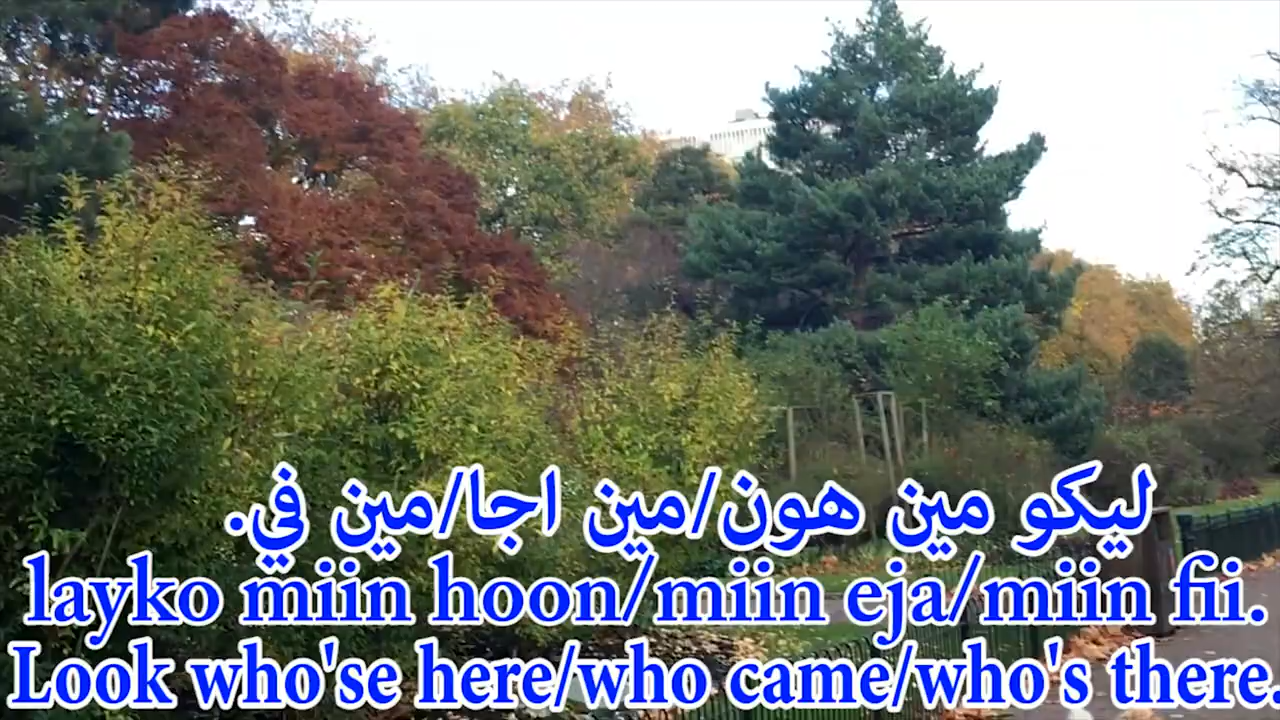 ليكو مين هون/مين اجا/مين في.
layko miin hoon/miin eja/miin fii.
Look who'se here/who came/who's there.